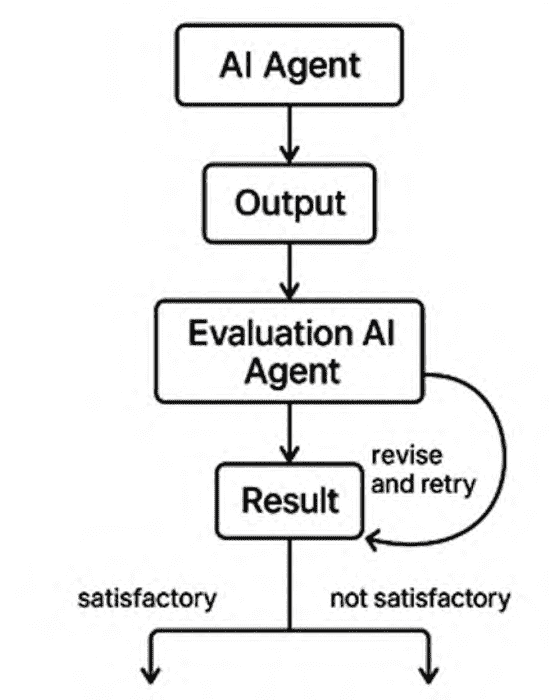 AI Agent
Output
Evaluation AI
Agent
revise
and retry
Result
satisfactory
not satisfactory